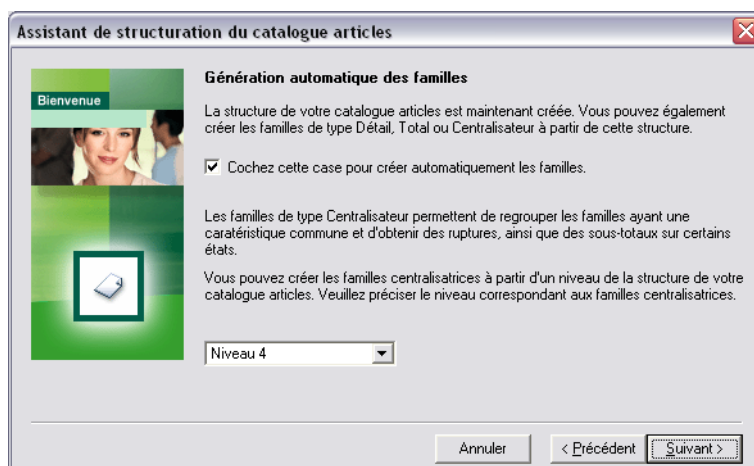 Assistant de structuration du catalogue articles
Bienvenue
Génération automatique des familles
La structure de votre catalogue articles est maintenant créée. Vous pouvez également
créer les familles de type Détail, Total ou Centralisateur à partir de cette structure.
Cochez cette case pour créer automatiquement les familles.
Les familles de type Centralisateur permettent de regrouper les familles ayant une
caratéristique commune et d'obtenir des ruptures, ainsi que des sous-totaux sur certains
états.
Vous pouvez créer les familles centralisatrices à partir d'un niveau de la structure de votre
catalogue articles. Veuillez préciser le niveau correspondant aux familles centralisatrices.
Niveau 4
Annuler
< Précédent
Suivant >